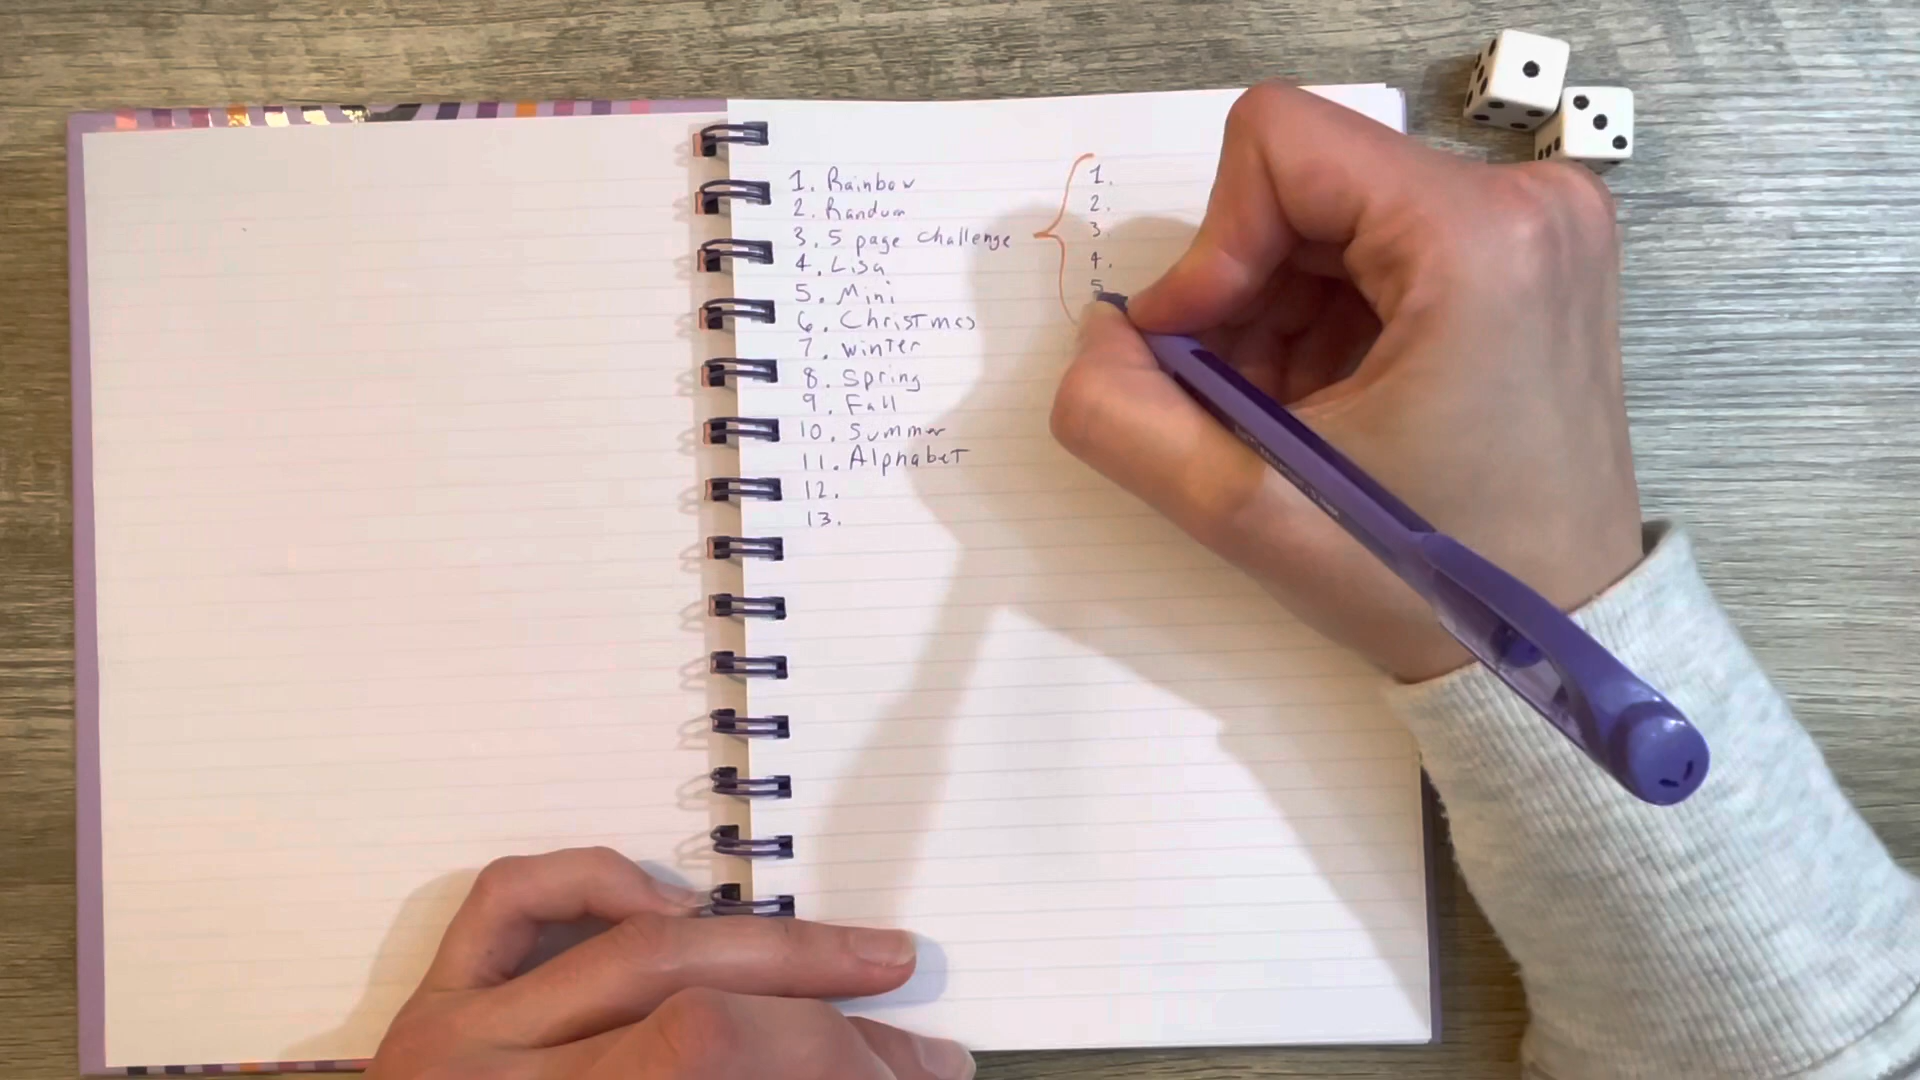 1. Rainbow
2. Random
3. 5 page challenge
4. Lisa
5. Mini
6. Christmas
7. winter
8. Spring
9. Fall
10. Summer
11. Alphabet
12.
13.
1.
2.
3.
4.
5.